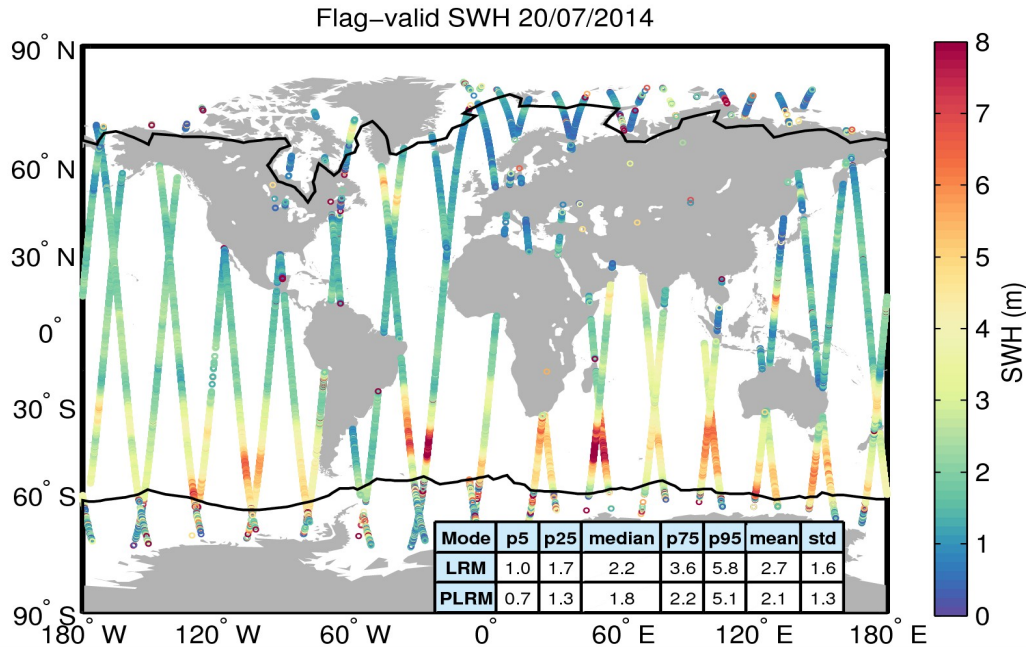 Flag−valid SWH 20/07/2014
90° N
60° N
30° N
0°
30° S
60° S
90° S
180° W
120° W
60° W
0°
60° E
120° E
180° E
8
7
6
5
4
3
2
1
0
SWH (m)
Mode p5 p25 median p75 p95 mean std
LRM 1.0 1.7 2.2 3.6 5.8 2.7 1.6
PLRM 0.7 1.3 1.8 2.2 5.1 2.1 1.3